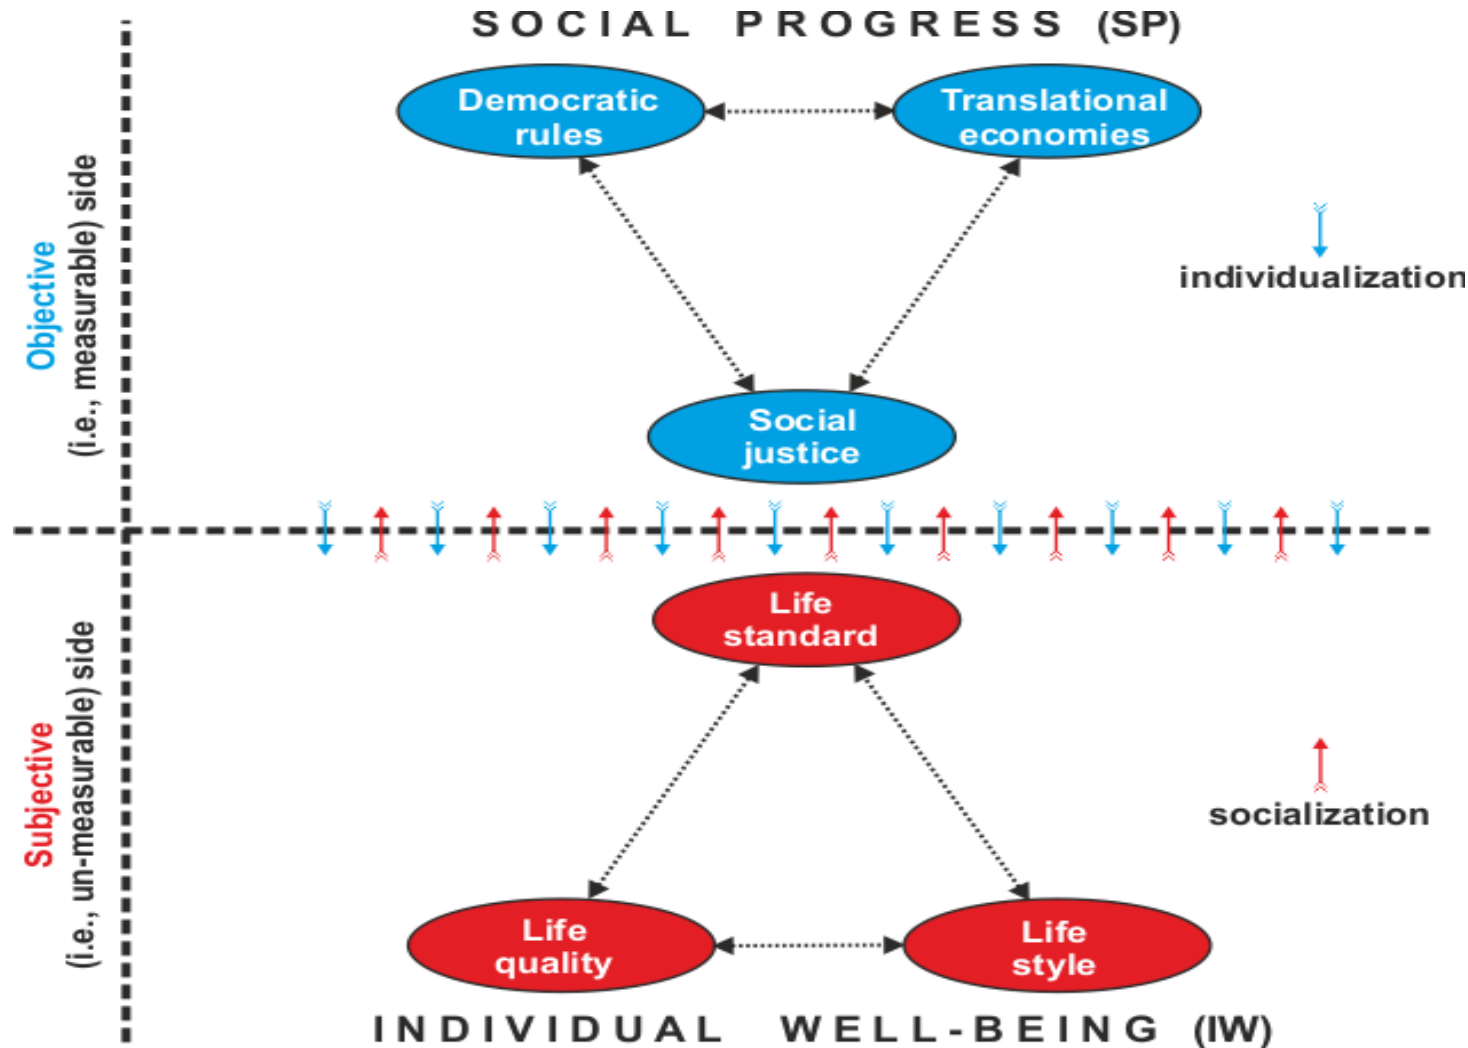 SOCIAL PROGRESS (SP)
Democratic
rules
Translational
economies
Objective
(i.e., measurable) side
individualization
Social
justice
Life
standard
Subjective
(i.e., un-measurable) side
socialization
Life
quality
Life
style
INDIVIDUAL WELL-BEING (IW)